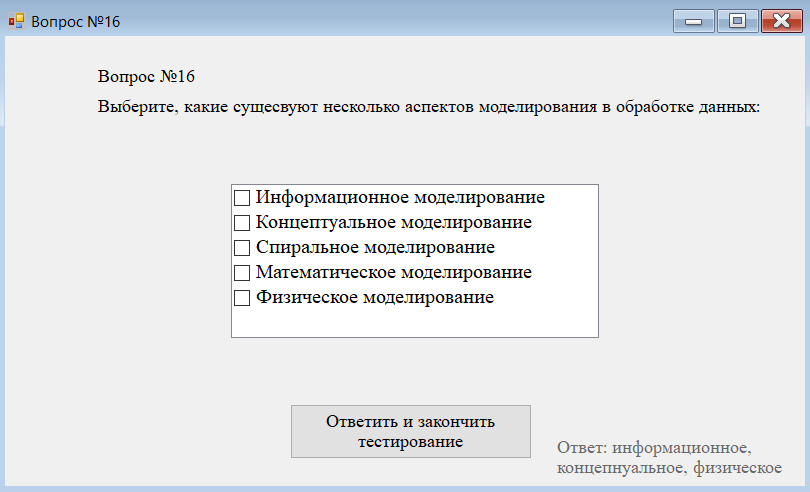 Вопрос №16
Вопрос №16
Выберите, какие сущесвуют несколько аспектов моделирования в обработке данных:
Информационное моделирование
Концептуальное моделирование
Спиральное моделирование
Математическое моделирование
Физическое моделирование
Ответить и закончить
тестирование
Ответ: информационное,
концепнуальное, физическое